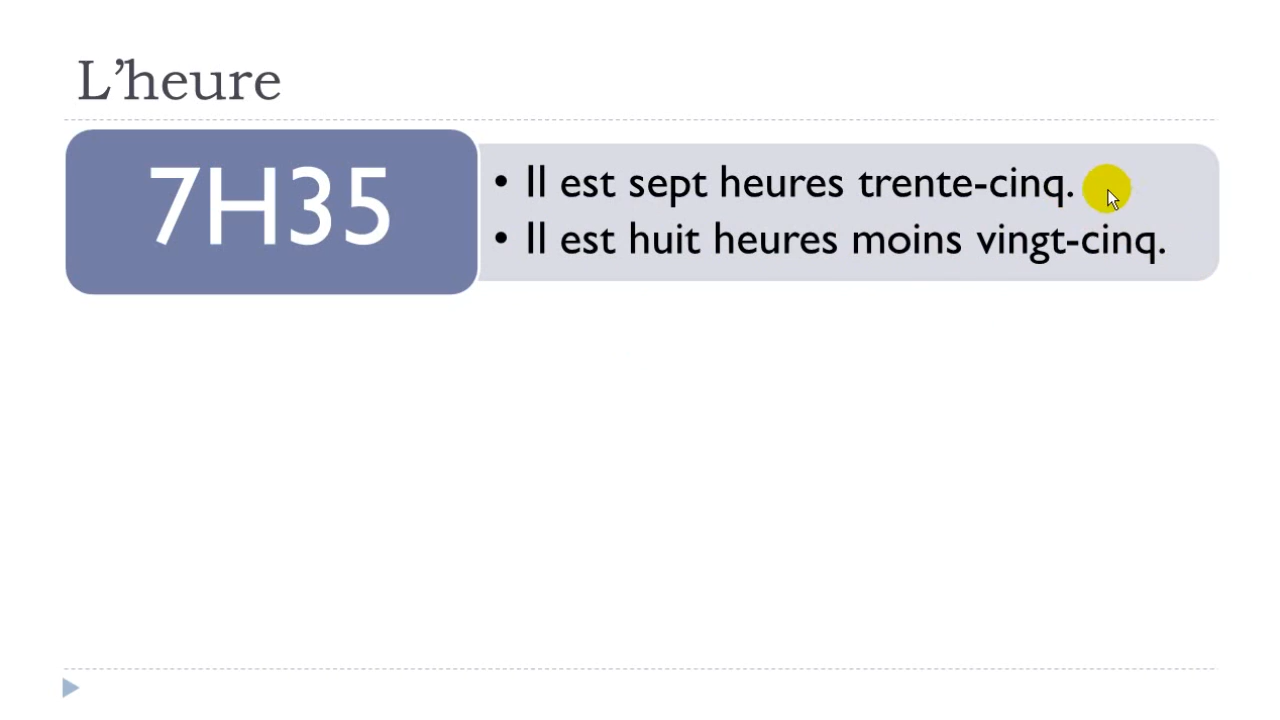 L’heure
7H35
• Il est sept heures trente-cinq.
• Il est huit heures moins vingt-cinq.